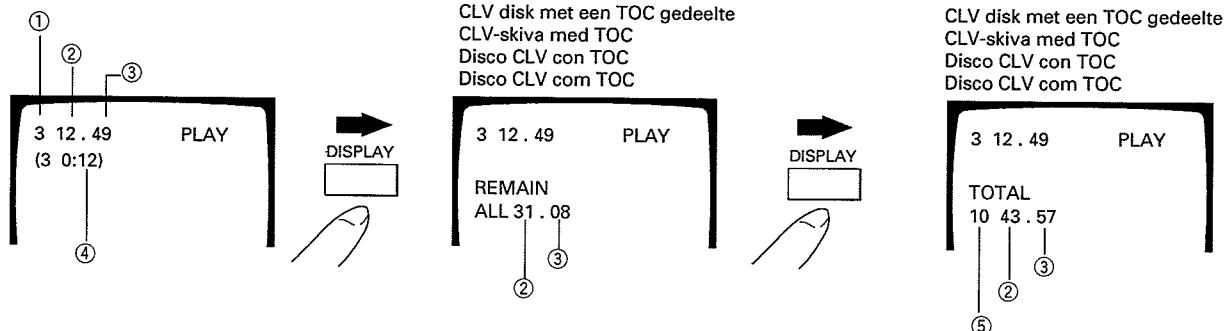 ①
②
③
3 12 . 49 PLAY
(3 0:12)
④
DISPLAY
CLV disk met een TOC gedeelte
CLV-skiva med TOC
Disco CLV con TOC
Disco CLV com TOC
3 12 . 49 PLAY
REMAIN
ALL 31 . 08
③
②
DISPLAY
CLV disk met een TOC gedeelte
CLV-skiva med TOC
Disco CLV con TOC
Disco CLV com TOC
3 12 . 49 PLAY
TOTAL
10 43 . 57
③
②
⑤